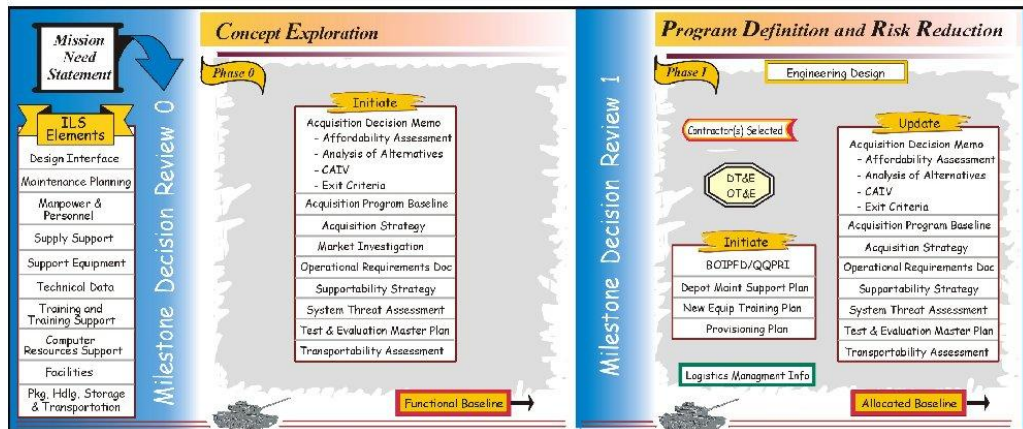 Mission
Need
Statement
ILS
Elements
Design Interface
Maintenance Planning
Manpower &
Personnel
Supply Support
Support Equipment
Technical Data
Training and
Training Support
Computer
Resources Support
Facilities
Pkg, Hdlg, Storage
& Transportation
Milestone Decision Review 0
Concept Exploration
Phase 0
Initiate
Acquisition Decision Memo
- Affordability Assessment
- Analysis of Alternatives
- CAIV
- Exit Criteria
Acquisition Program Baseline
Acquisition Strategy
Market Investigation
Operational Requirements Doc
Supportability Strategy
System Threat Assessment
Test & Evaluation Master Plan
Transportability Assessment
Functional Baseline
Milestone Decision Review 1
Program Definition and Risk Reduction
Phase I
Engineering Design
Contractor(s) Selected
DT&E
OT&E
Initiate
BOIPFD/QQPRI
Depot Maint Support Plan
New Equip Training Plan
Provisioning Plan
Logistics Managment Info
Update
Acquisition Decision Memo
- Affordability Assessment
- Analysis of Alternatives
- CAIV
- Exit Criteria
Acquisition Program Baseline
Acquisition Strategy
Operational Requirements Doc
Supportability Strategy
System Threat Assessment
Test & Evaluation Master Plan
Transportability Assessment
Allocated Baseline